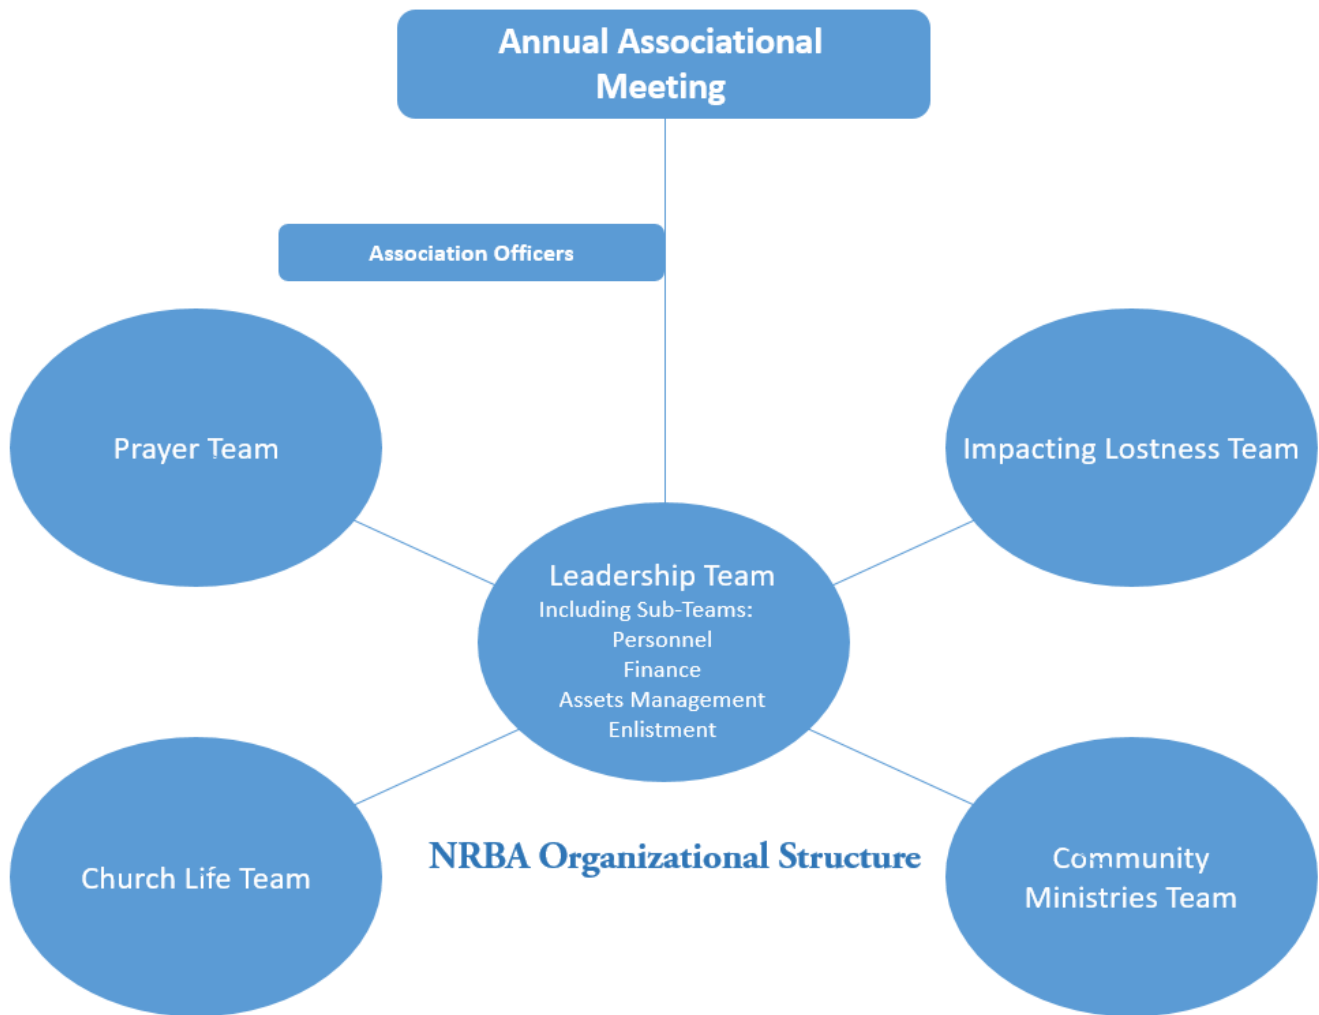 Annual Associational
Meeting
Association Officers
Prayer Team
Impacting Lostness Team
Leadership Team
Including Sub-Teams:
Personnel
Finance
Assets Management
Enlistment
Church Life Team
NRBA Organizational Structure
Community
Ministries Team